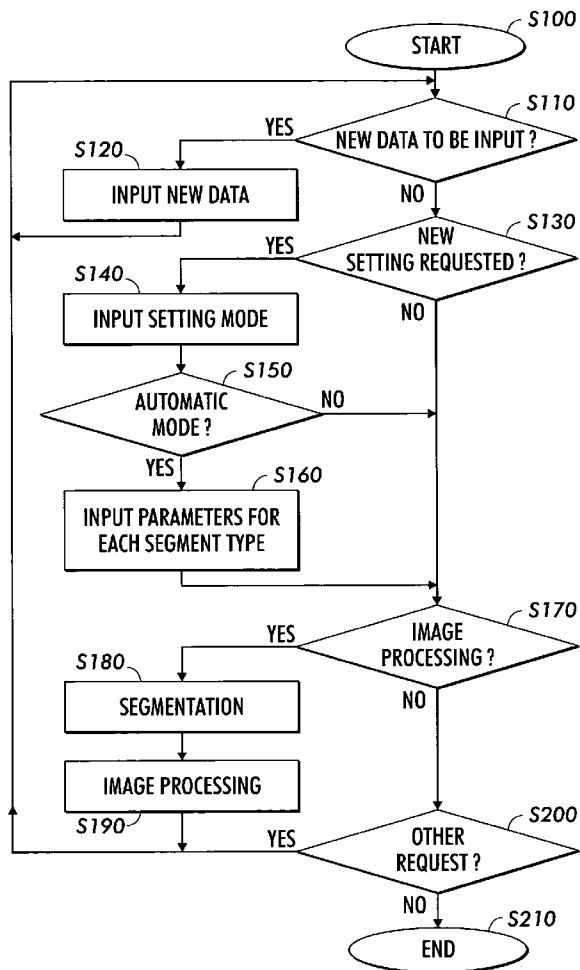 S100
START
S110
YES
NEW DATA TO BE INPUT ?
S120
INPUT NEW DATA
NO
S130
YES
NEW
SETTING REQUESTED ?
S140
NO
INPUT SETTING MODE
S150
AUTOMATIC
MODE ?
NO
YES
S160
INPUT PARAMETERS FOR
EACH SEGMENT TYPE
S170
YES
IMAGE
PROCESSING ?
S180
NO
SEGMENTATION
IMAGE PROCESSING
S190
S200
YES
OTHER
REQUEST ?
NO
S210
END